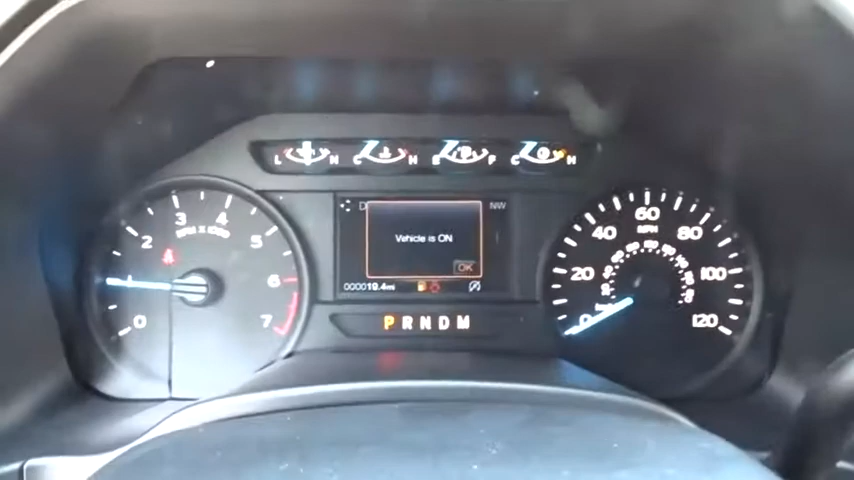 L N C H E F C H
NW
Vehicle is ON
OK
000019.4mi
P R N D M
0 1 2 3 4 5 6 7
RPM X 1000
0 20 40 60 80 100 120
MPH